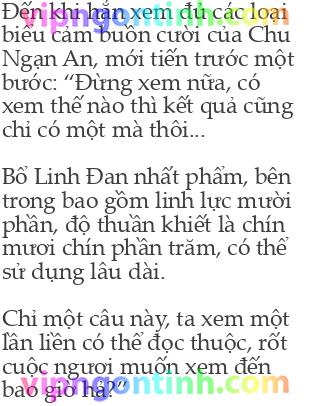 Đến khi hắn xem đủ các loại
biểu cảm buồn cười của Chu
Ngạn An, mới tiến trước một
bước: “Đừng xem nữa, có
xem thế nào thì kết quả cũng
chỉ có một mà thôi...
Bổ Linh Đan nhất phẩm, bên
trong bao gồm linh lực mười
phần, độ thuần khiết là chín
mươi chín phần trăm, có thể
sử dụng lâu dài.
Chỉ một câu này, ta xem một
lần liền có thể đọc thuộc, rốt
cuộc ngươi muốn xem đến
bao giờ hả?”
vipngontinh.com
vipngontinh.com